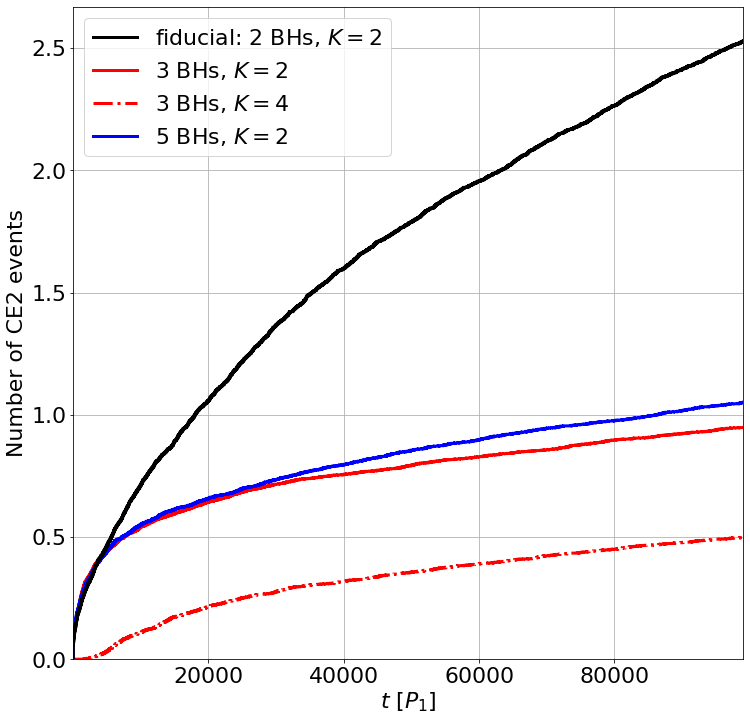 fiducial: 2 BHs, K = 2
3 BHs, K = 2
3 BHs, K = 4
5 BHs, K = 2
Number of CE2 events
2.5
2.0
1.5
1.0
0.5
0.0
20000 40000 60000 80000
t [P₁]